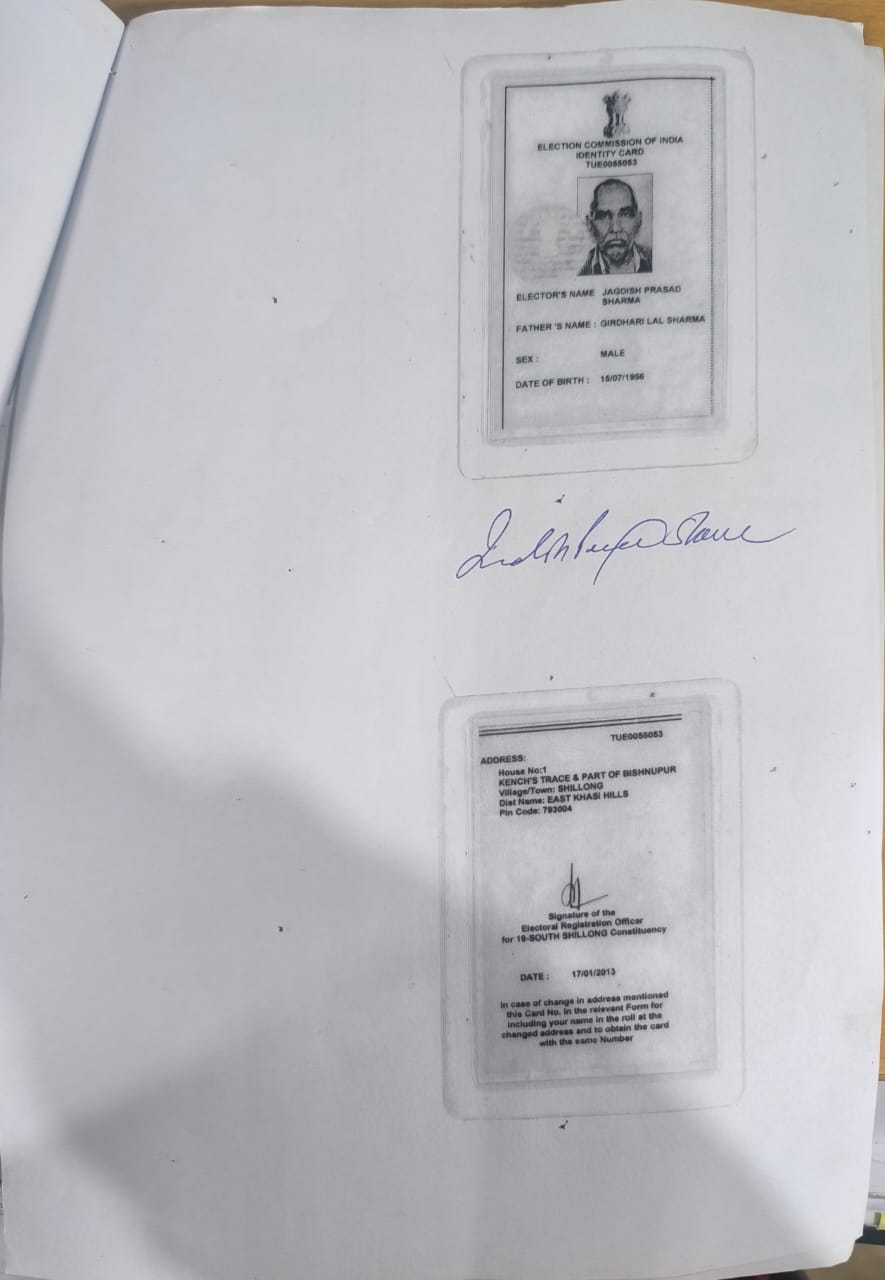 ELECTION COMMISSION OF INDIA
IDENTITY CARD
TUE0055053
ELECTOR'S NAME JAGDISH PRASAD
SHARMA
FATHER 'S NAME : GIRDHARI LAL SHARMA
SEX : MALE
DATE OF BIRTH : 15/07/1956
TUE0055053
ADDRESS:
House No:1
KENCH'S TRACE & PART OF BISHNUPUR
Village/Town: SHILLONG
Dist Name: EAST KHASI HILLS
Pin Code: 793004
Signature of the
Electoral Registration Officer
for 19-SOUTH SHILLONG Constituency
DATE : 17/01/2013
In case of change in address mentioned
this Card No. in the relevant Form for
including your name in the roll at the
changed address and to obtain the card
with the same Number